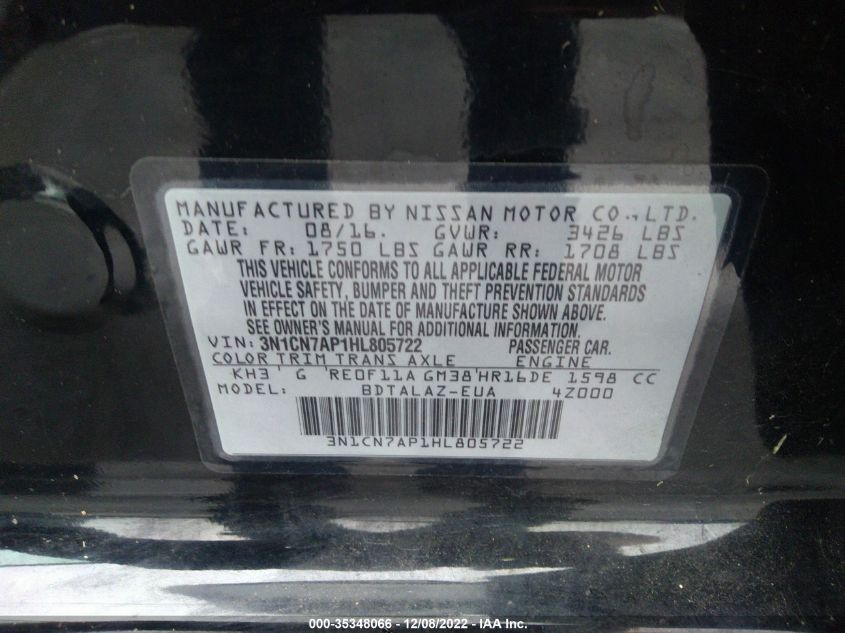 MANUFACTURED BY NISSAN MOTOR CO.,LTD.
DATE: 08/16. GVWR: 3426 LBS
GAWR FR: 1750 LBS GAWR RR: 1708 LBS
THIS VEHICLE CONFORMS TO ALL APPLICABLE FEDERAL MOTOR
VEHICLE SAFETY, BUMPER AND THEFT PREVENTION STANDARDS
IN EFFECT ON THE DATE OF MANUFACTURE SHOWN ABOVE.
SEE OWNER'S MANUAL FOR ADDITIONAL INFORMATION.
VIN: 3N1CN7AP1HL805722 PASSENGER CAR.
COLOR TRIM TRANS AXLE ENGINE
KH3' G 'RE0F11A GM38'HR16DE 1598 CC
MODEL: BDTALAZ-EUA 4Z000
3N1CN7AP1HL805722
000-35348066 - 12/08/2022 - IAA Inc.